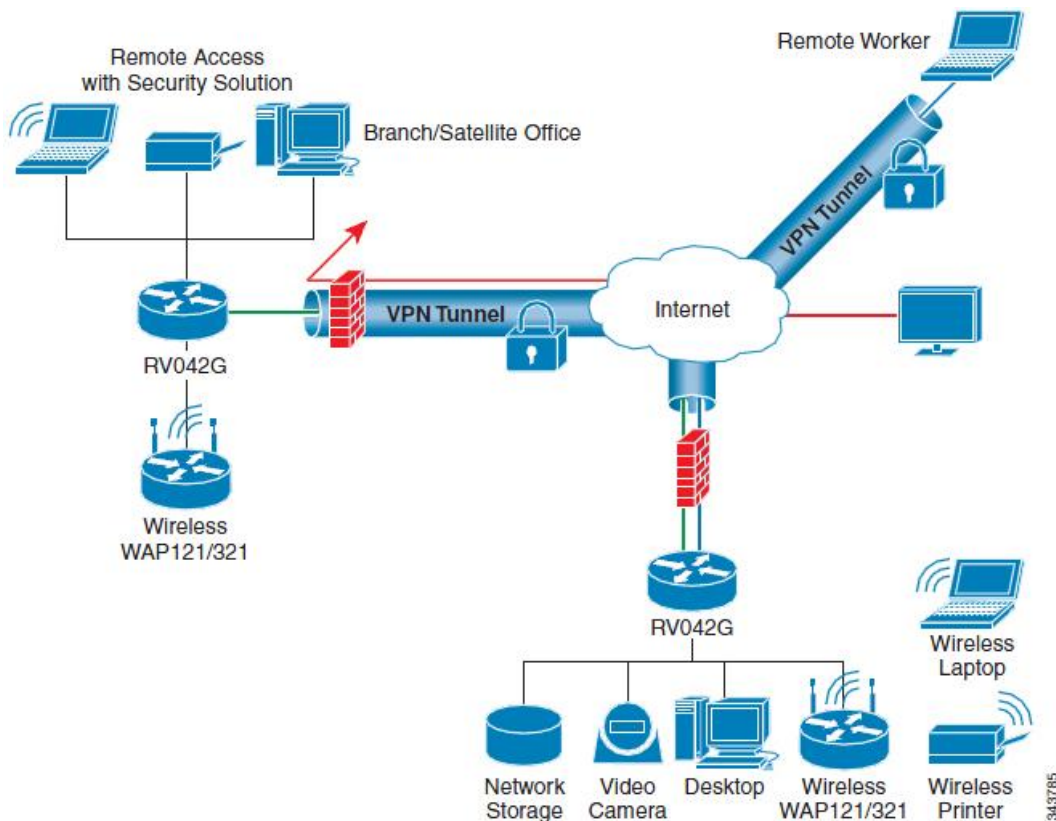 Remote Access
with Security Solution
Branch/Satellite Office
Remote Worker
VPN Tunnel
VPN Tunnel
Internet
RV042G
Wireless
WAP121/321
RV042G
Wireless
Laptop
Network
Storage
Video
Camera
Desktop
Wireless
WAP121/321
Wireless
Printer
343785